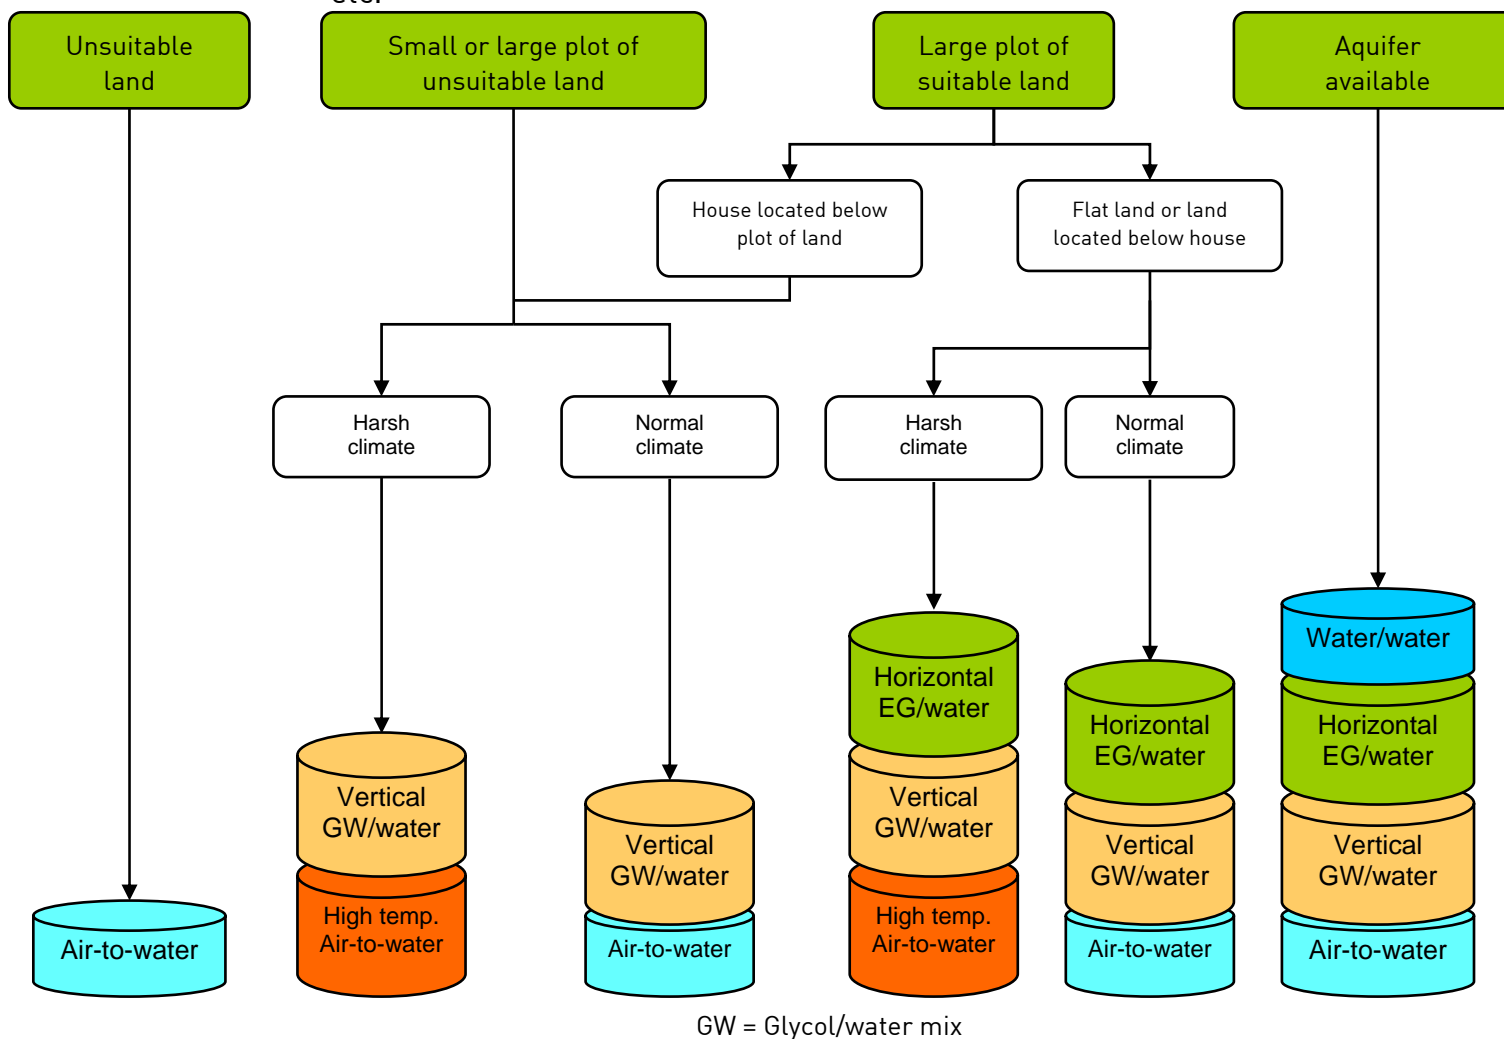 etc.
Unsuitable
land
Small or large plot of
unsuitable land
Large plot of
suitable land
Aquifer
available
House located below
plot of land
Flat land or land
located below house
Harsh
climate
Normal
climate
Harsh
climate
Normal
climate
Air-to-water
Vertical
GW/water
High temp.
Air-to-water
Vertical
GW/water
Air-to-water
Horizontal
EG/water
Vertical
GW/water
High temp.
Air-to-water
Horizontal
EG/water
Vertical
GW/water
Air-to-water
Water/water
Horizontal
EG/water
Vertical
GW/water
Air-to-water
GW = Glycol/water mix